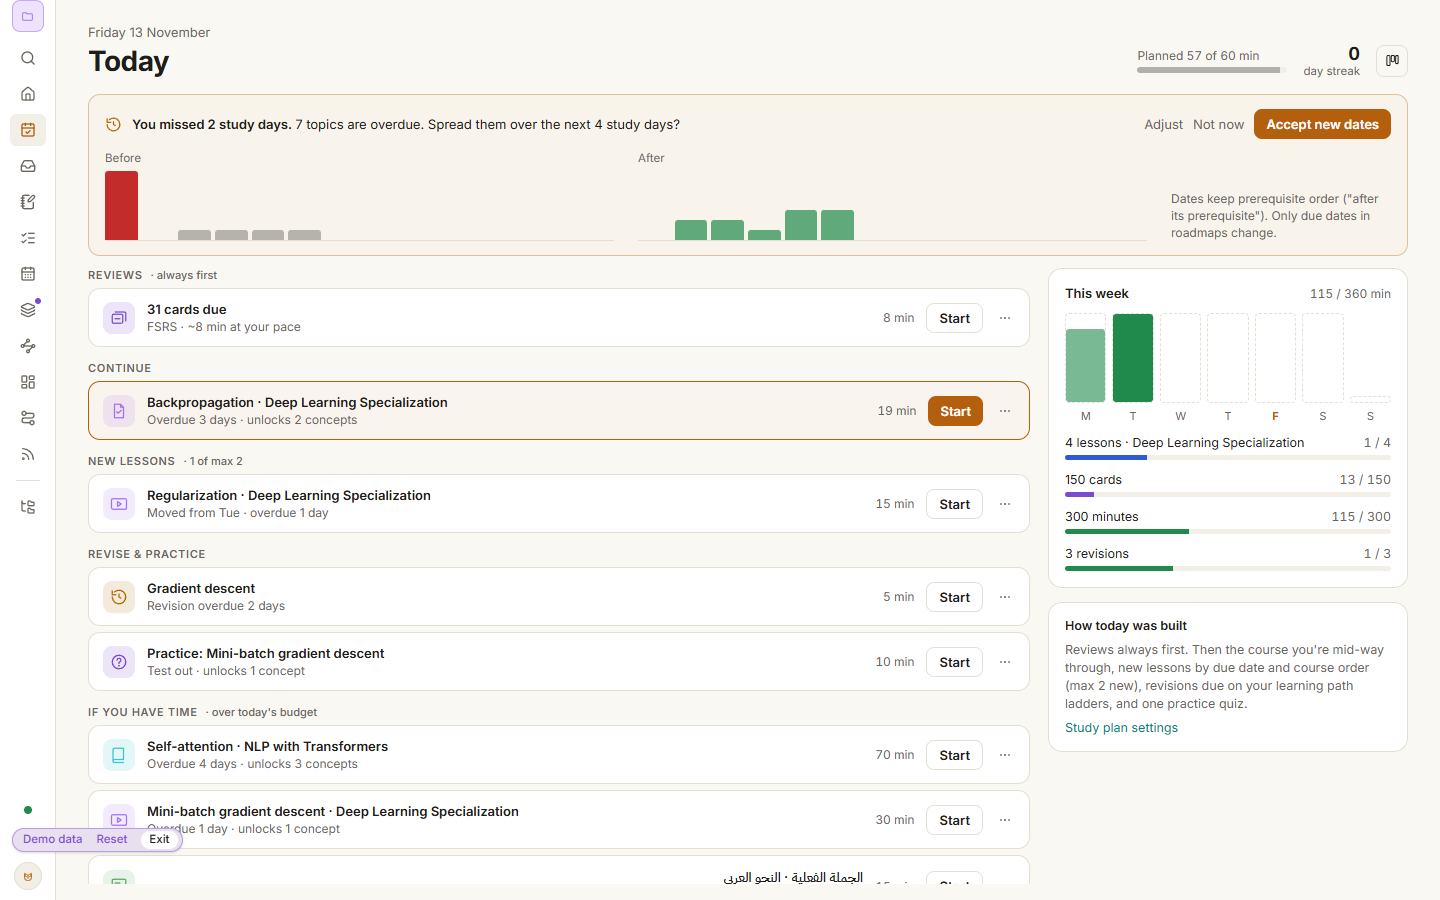 Friday 13 November
Today
Planned 57 of 60 min
0
day streak
You missed 2 study days. 7 topics are overdue. Spread them over the next 4 study days?
Adjust
Not now
Accept new dates
Before
After
Dates keep prerequisite order ("after
its prerequisite"). Only due dates in
roadmaps change.
REVIEWS · always first
31 cards due
FSRS · ~8 min at your pace
8 min
Start
CONTINUE
Backpropagation · Deep Learning Specialization
Overdue 3 days · unlocks 2 concepts
19 min
Start
NEW LESSONS · 1 of max 2
Regularization · Deep Learning Specialization
Moved from Tue · overdue 1 day
15 min
Start
REVISE & PRACTICE
Gradient descent
Revision overdue 2 days
5 min
Start
Practice: Mini-batch gradient descent
Test out · unlocks 1 concept
10 min
Start
IF YOU HAVE TIME · over today's budget
Self-attention · NLP with Transformers
Overdue 4 days · unlocks 3 concepts
70 min
Start
Mini-batch gradient descent · Deep Learning Specialization
1 day · unlocks 1 concept
30 min
Start
الجملة الفعلية · النحو العربي
This week
115 / 360 min
M T W T F S S
4 lessons · Deep Learning Specialization
1 / 4
150 cards
13 / 150
300 minutes
115 / 300
3 revisions
1 / 3
How today was built
Reviews always first. Then the course you're mid-way
through, new lessons by due date and course order
(max 2 new), revisions due on your learning path
ladders, and one practice quiz.
Study plan settings
Demo data
Reset
Exit